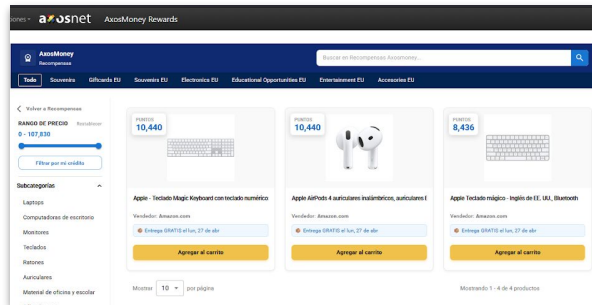 iones
axosnet AxosMoney Rewards
AxosMoney
Recompensas
Buscar en Recompensas Axosmoney...
Todo Souvenirs Giftcards EU Souvenirs EU Electronics EU Educational Opportunities EU Entertainment EU Accesories EU
Volver a Recompensas
RANGO DE PRECIO
0 - 107,830
Filtrar por mi crédito
Subcategorías
Laptops
Computadoras de escritorio
Monitores
Teclados
Ratones
Auriculares
Material de oficina y escolar
PUNTOS
10,440
Apple - Teclado Magic Keyboard con teclado numérico
Vendedor: Amazon.com
Entrega GRATIS el lun, 27 de abr
Agregar al carrito
PUNTOS
10,440
Apple AirPods 4 auriculares inalámbricos, auriculares
Vendedor: Amazon.com
Entrega GRATIS el lun, 27 de abr
Agregar al carrito
PUNTOS
8,436
Apple Teclado mágico - Inglés de EE. UU., Bluetooth
Vendedor: Amazon.com
Entrega GRATIS el lun, 27 de abr
Agregar al carrito
Mostrar 10 por página
Mostrando 1 - 4 de 4 productos